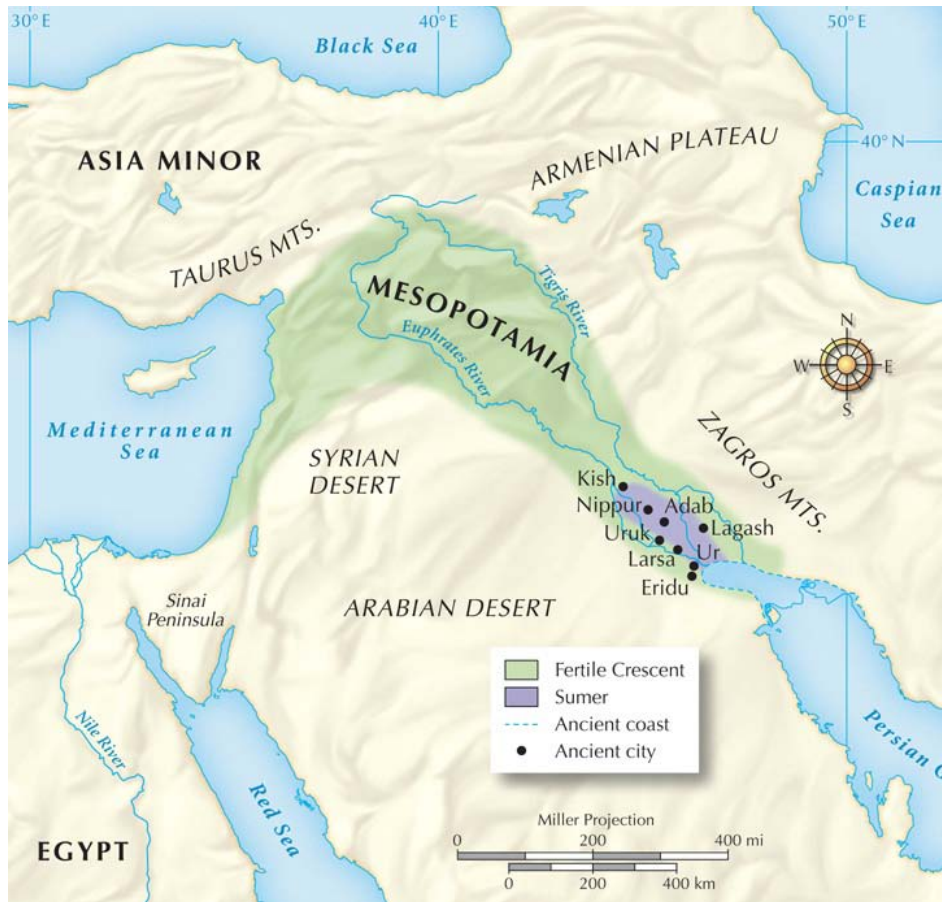 30°E
40°E
50°E
Black Sea
40°N
ASIA MINOR
ARMENIAN PLATEAU
Caspian
Sea
TAURUS MTS.
MESOPOTAMIA
Tigris River
Euphrates River
N
W
E
S
Mediterranean
Sea
SYRIAN
DESERT
ZAGROS MTS.
Kish
Nippur
Adab
Uruk
Lagash
Larsa
Ur
Eridu
Sinai
Peninsula
ARABIAN DESERT
Fertile Crescent
Sumer
Ancient coast
Ancient city
Nile River
Red Sea
Persian G
EGYPT
Miller Projection
0 200 400 mi
0 200 400 km